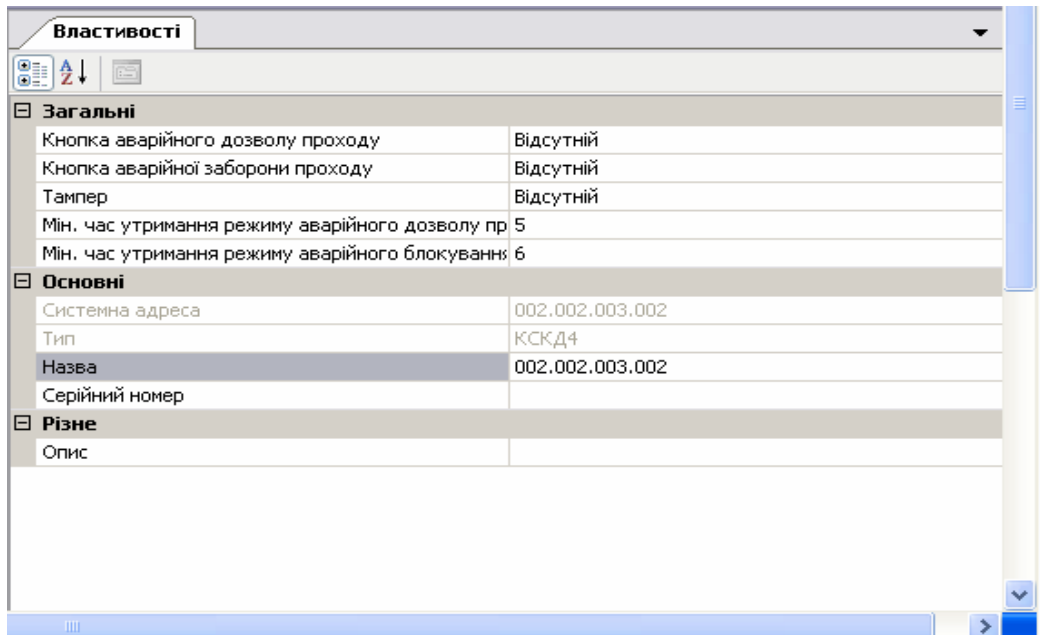 Властивості
Загальні
Кнопка аварійного дозволу проходу Відсутній
Кнопка аварійної заборони проходу Відсутній
Тампер Відсутній
Мін. час утримання режиму аварійного дозволу пр 5
Мін. час утримання режиму аварійного блокування 6
Основні
Системна адреса 002.002.003.002
Тип КСКД4
Назва 002.002.003.002
Серійний номер
Різне
Опис